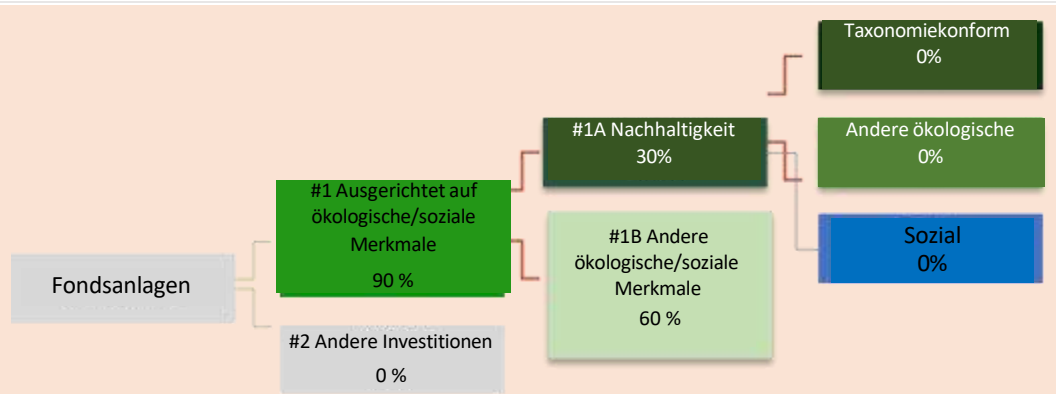 Fondsanlagen
#1 Ausgerichtet auf
ökologische/soziale
Merkmale
90 %
#2 Andere Investitionen
0 %
#1A Nachhaltigkeit
30%
#1B Andere
ökologische/soziale
Merkmale
60 %
Taxonomiekonform
0%
Andere ökologische
0%
Sozial
0%